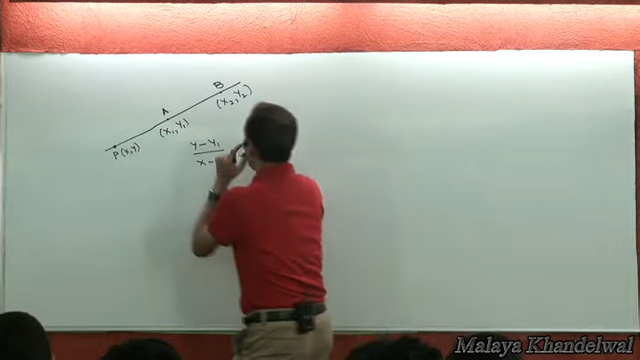 B
(x₂, y₂)
A
(x₁, y₁)
P(x,y)
y-y₁
x-
Malaya Khandelwal